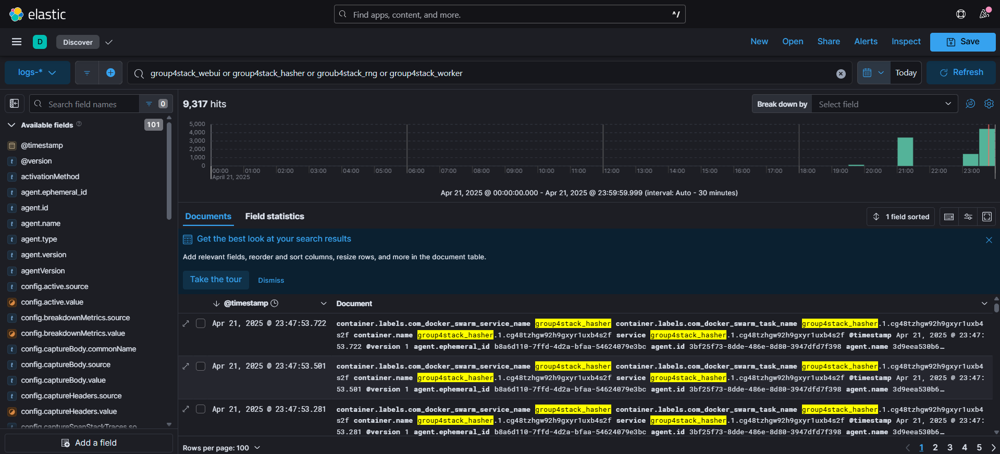 elastic
Find apps, content, and more.
^/
D
Discover
New
Open
Share
Alerts
Inspect
Save
logs-*
group4stack_webui or group4stack_hasher or groub4stack_rng or group4stack_worker
Today
Refresh
Search field names
0
9,317 hits
Break down by
Select field
Available fields
101
@timestamp
@version
activationMethod
agent.ephemeral_id
agent.id
agent.name
agent.type
agent.version
agentVersion
config.active.source
config.active.value
config.breakdownMetrics.source
config.breakdownMetrics.value
config.captureBody.commonName
config.captureBody.source
config.captureBody.value
config.captureHeaders.source
config.captureHeaders.value
config.captureSpanStackTraces.so
Add a field
5,000
4,000
3,000
2,000
1,000
0
00:00 01:00 02:00 03:00 04:00 05:00 06:00 07:00 08:00 09:00 10:00 11:00 12:00 13:00 14:00 15:00 16:00 17:00 18:00 19:00 20:00 21:00 22:00 23:00
April 21, 2025
Apr 21, 2025 @ 00:00:00.000 - Apr 21, 2025 @ 23:59:59.999 (interval: Auto - 30 minutes)
Documents
Field statistics
1 field sorted
Get the best look at your search results
Add relevant fields, reorder and sort columns, resize rows, and more in the document table.
Take the tour
Dismiss
@timestamp
Document
Apr 21, 2025 @ 23:47:53.722
container.labels.com_docker_swarm_service_name group4stack_hasher container.labels.com_docker_swarm_task_name group4stack_hasher.1.cg48tzhgw92h9gxyr1uxb4
s2f container.name group4stack_hasher.1.cg48tzhgw92h9gxyr1uxb4s2f service group4stack_hasher.1.cg48tzhgw92h9gxyr1uxb4s2f @timestamp Apr 21, 2025 @ 23:47:
53.722 @version 1 agent.ephemeral_id b8a6d110-7ffd-4d2a-bfaa-54624079e3bc agent.id 3bf25f73-8dde-486e-8d80-3947dfd7f398 agent.name 3d9eea530b6…
Apr 21, 2025 @ 23:47:53.501
container.labels.com_docker_swarm_service_name group4stack_hasher container.labels.com_docker_swarm_task_name group4stack_hasher.1.cg48tzhgw92h9gxyr1uxb4
s2f container.name group4stack_hasher.1.cg48tzhgw92h9gxyr1uxb4s2f service group4stack_hasher.1.cg48tzhgw92h9gxyr1uxb4s2f @timestamp Apr 21, 2025 @ 23:47:
53.501 @version 1 agent.ephemeral_id b8a6d110-7ffd-4d2a-bfaa-54624079e3bc agent.id 3bf25f73-8dde-486e-8d80-3947dfd7f398 agent.name 3d9eea530b6…
Apr 21, 2025 @ 23:47:53.281
container.labels.com_docker_swarm_service_name group4stack_hasher container.labels.com_docker_swarm_task_name group4stack_hasher.1.cg48tzhgw92h9gxyr1uxb4
s2f container.name group4stack_hasher.1.cg48tzhgw92h9gxyr1uxb4s2f service group4stack_hasher.1.cg48tzhgw92h9gxyr1uxb4s2f @timestamp Apr 21, 2025 @ 23:47:
53.281 @version 1 agent.ephemeral_id b8a6d110-7ffd-4d2a-bfaa-54624079e3bc agent.id 3bf25f73-8dde-486e-8d80-3947dfd7f398 agent.name 3d9eea530b6…
Rows per page: 100
1 2 3 4 5